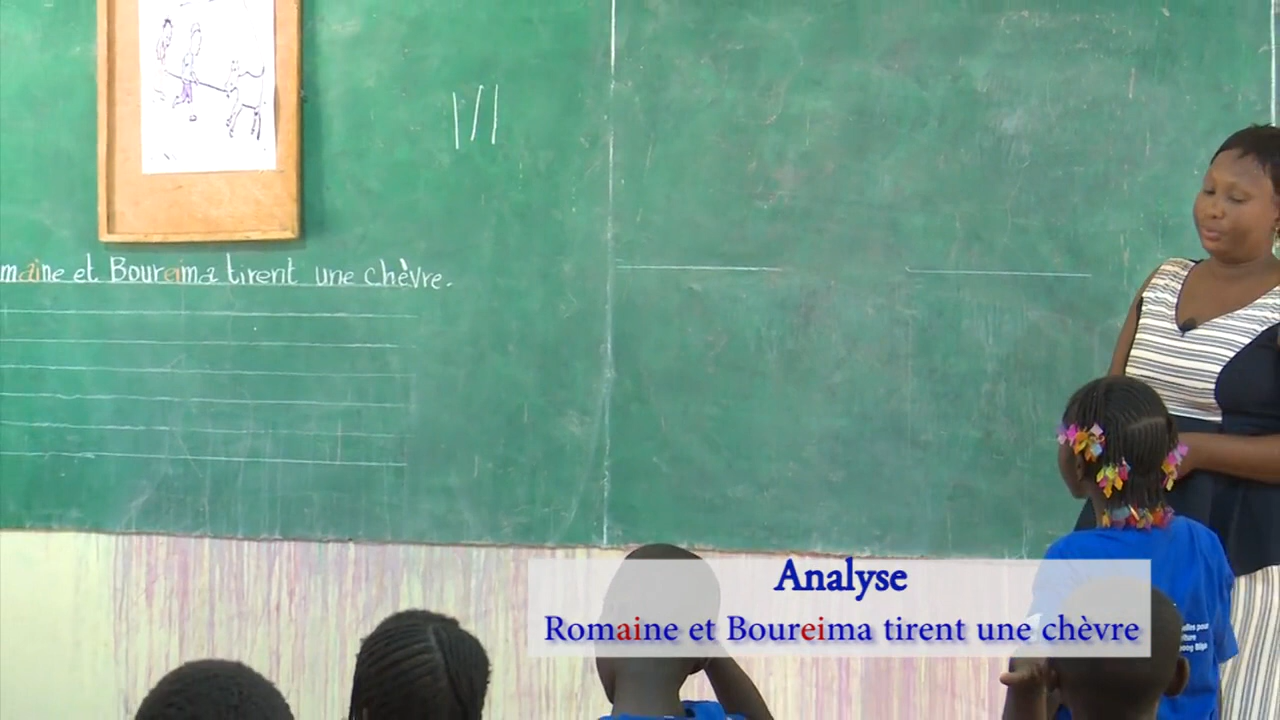 maine et Boureima tirent une chèvre.
Analyse
Romaine et Boureima tirent une chèvre